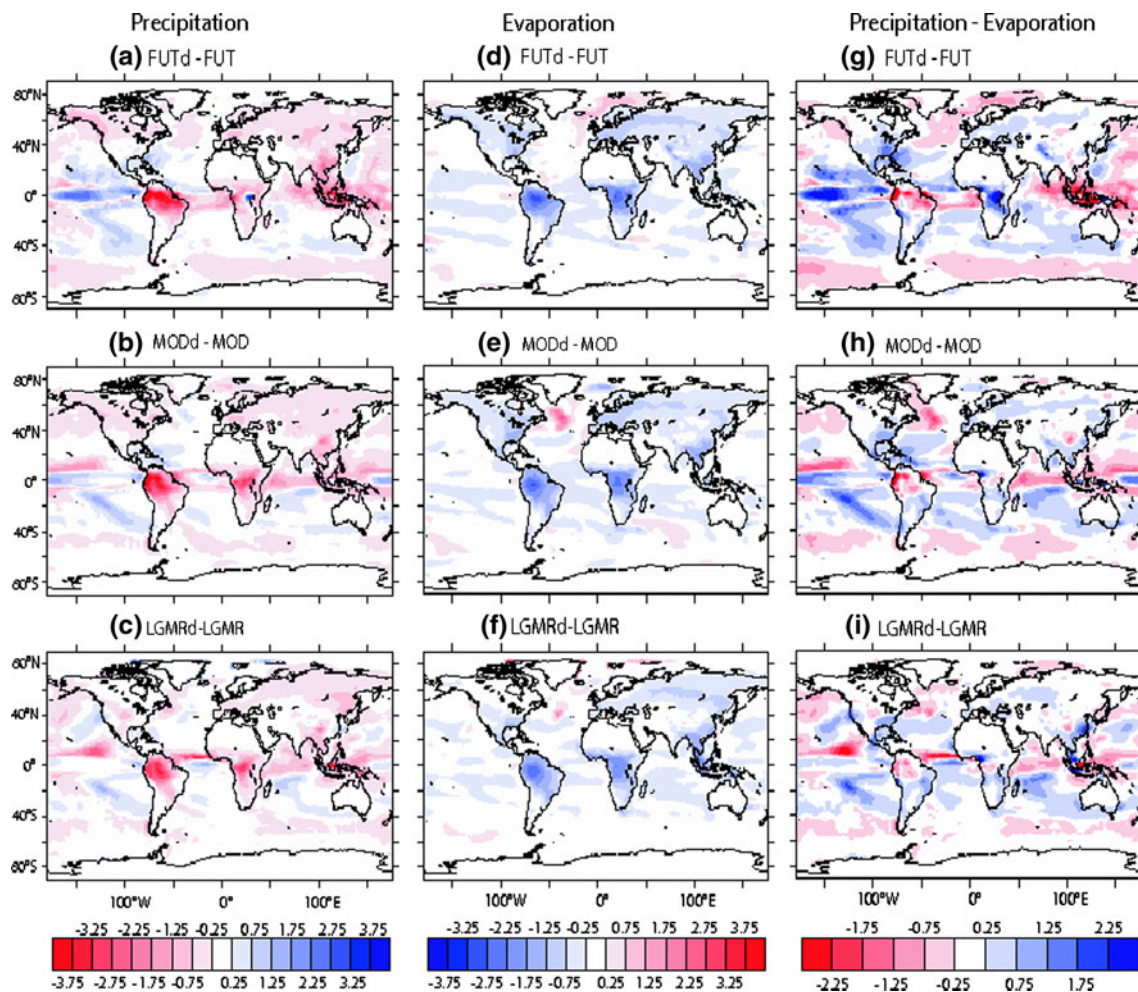 Precipitation Evaporation Precipitation - Evaporation
(a) (d) (g)
FUTd - FUT FUTd - FUT FUTd - FUT
80°N
40°N
0°
40°S
80°S
(b) (e) (h)
MODd - MOD MODd - MOD MODd - MOD
80°N
40°N
0°
40°S
80°S
(c) (f) (i)
LGMRd-LGMR LGMRd-LGMR LGMRd-LGMR
80°N
40°N
0°
40°S
80°S
100°W 0° 100°E 100°W 0° 100°E 100°W 0° 100°E
-3.25 -2.25 -1.25 -0.25 0.75 1.75 2.75 3.75 -3.25 -2.25 -1.25 -0.25 0.75 1.75 2.75 3.75 -1.75 -0.75 0.25 1.25 2.25
-3.75 -2.75 -1.75 -0.75 0.25 1.25 2.25 3.25 -3.75 -2.75 -1.75 -0.75 0.25 1.25 2.25 3.25 -2.25 -1.25 -0.25 0.75 1.75